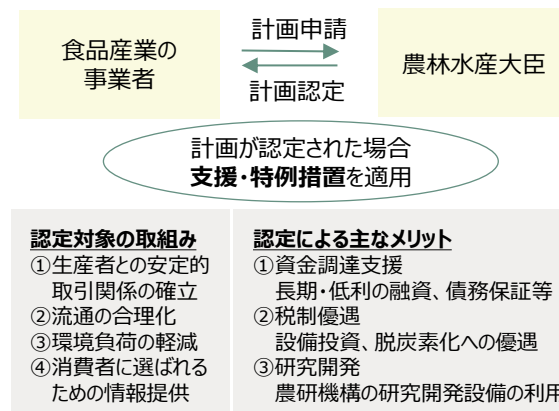 食品産業の
事業者
計画申請
計画認定
農林水産大臣
計画が認定された場合
支援・特例措置を適用
認定対象の取組み
①生産者との安定的
取引関係の確立
②流通の合理化
③環境負荷の軽減
④消費者に選ばれる
ための情報提供
認定による主なメリット
①資金調達支援
長期・低利の融資、債務保証等
②税制優遇
設備投資、脱炭素化への優遇
③研究開発
農研機構の研究開発設備の利用